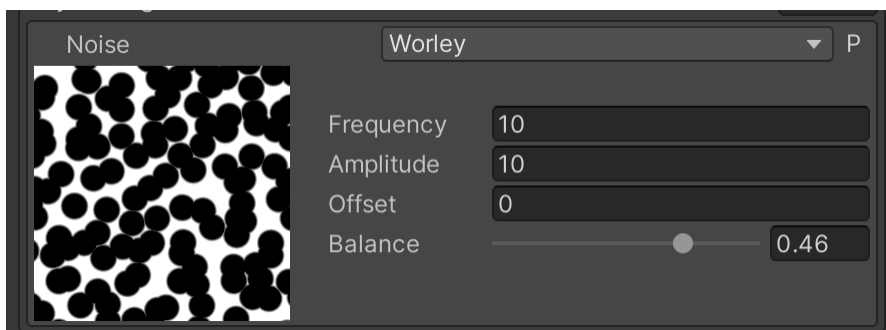 Noise Worley P
Frequency 10
Amplitude 10
Offset 0
Balance 0.46